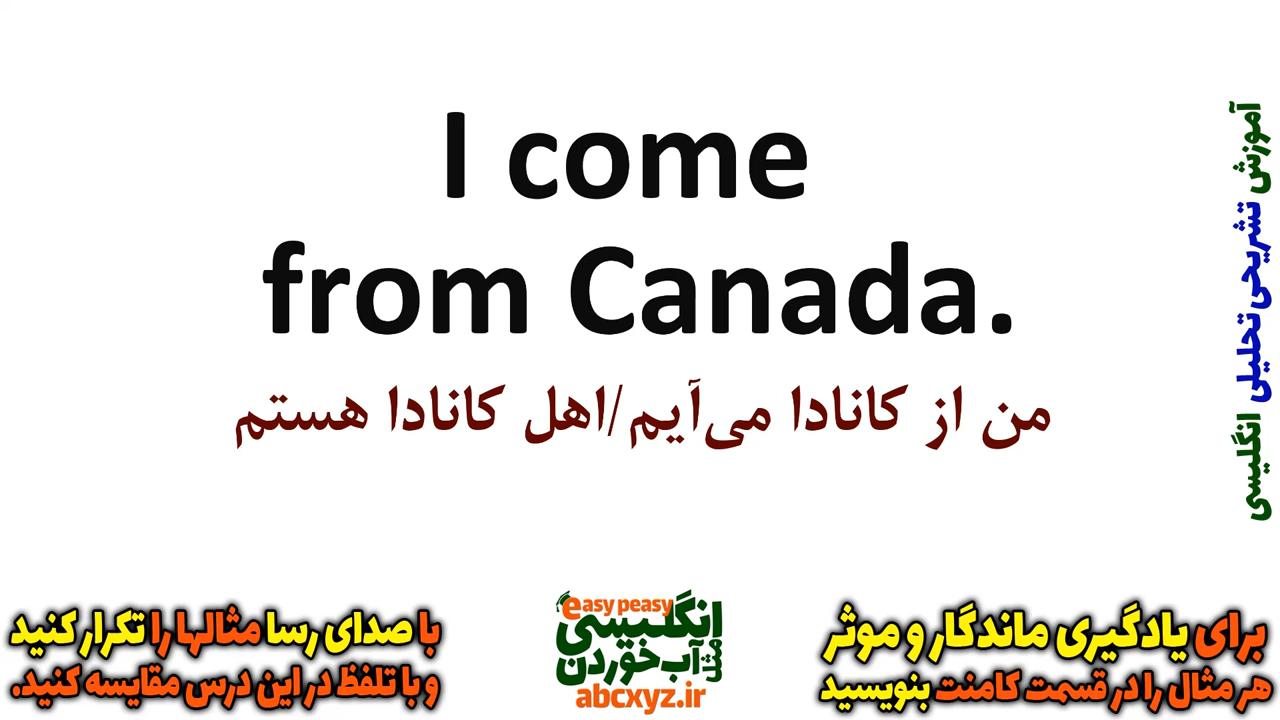 I come
from Canada.
من از کانادا می‌آیم/اهل کانادا هستم
آموزش تشریحی تحلیلی انگلیسی
برای یادگیری ماندگار و موثر
هر مثال را در قسمت کامنت بنویسید
easy peasy
انگلیسی
مثل آب خوردن
abcxyz.ir
با صدای رسا مثالها را تکرار کنید
و با تلفظ در این درس مقایسه کنید.